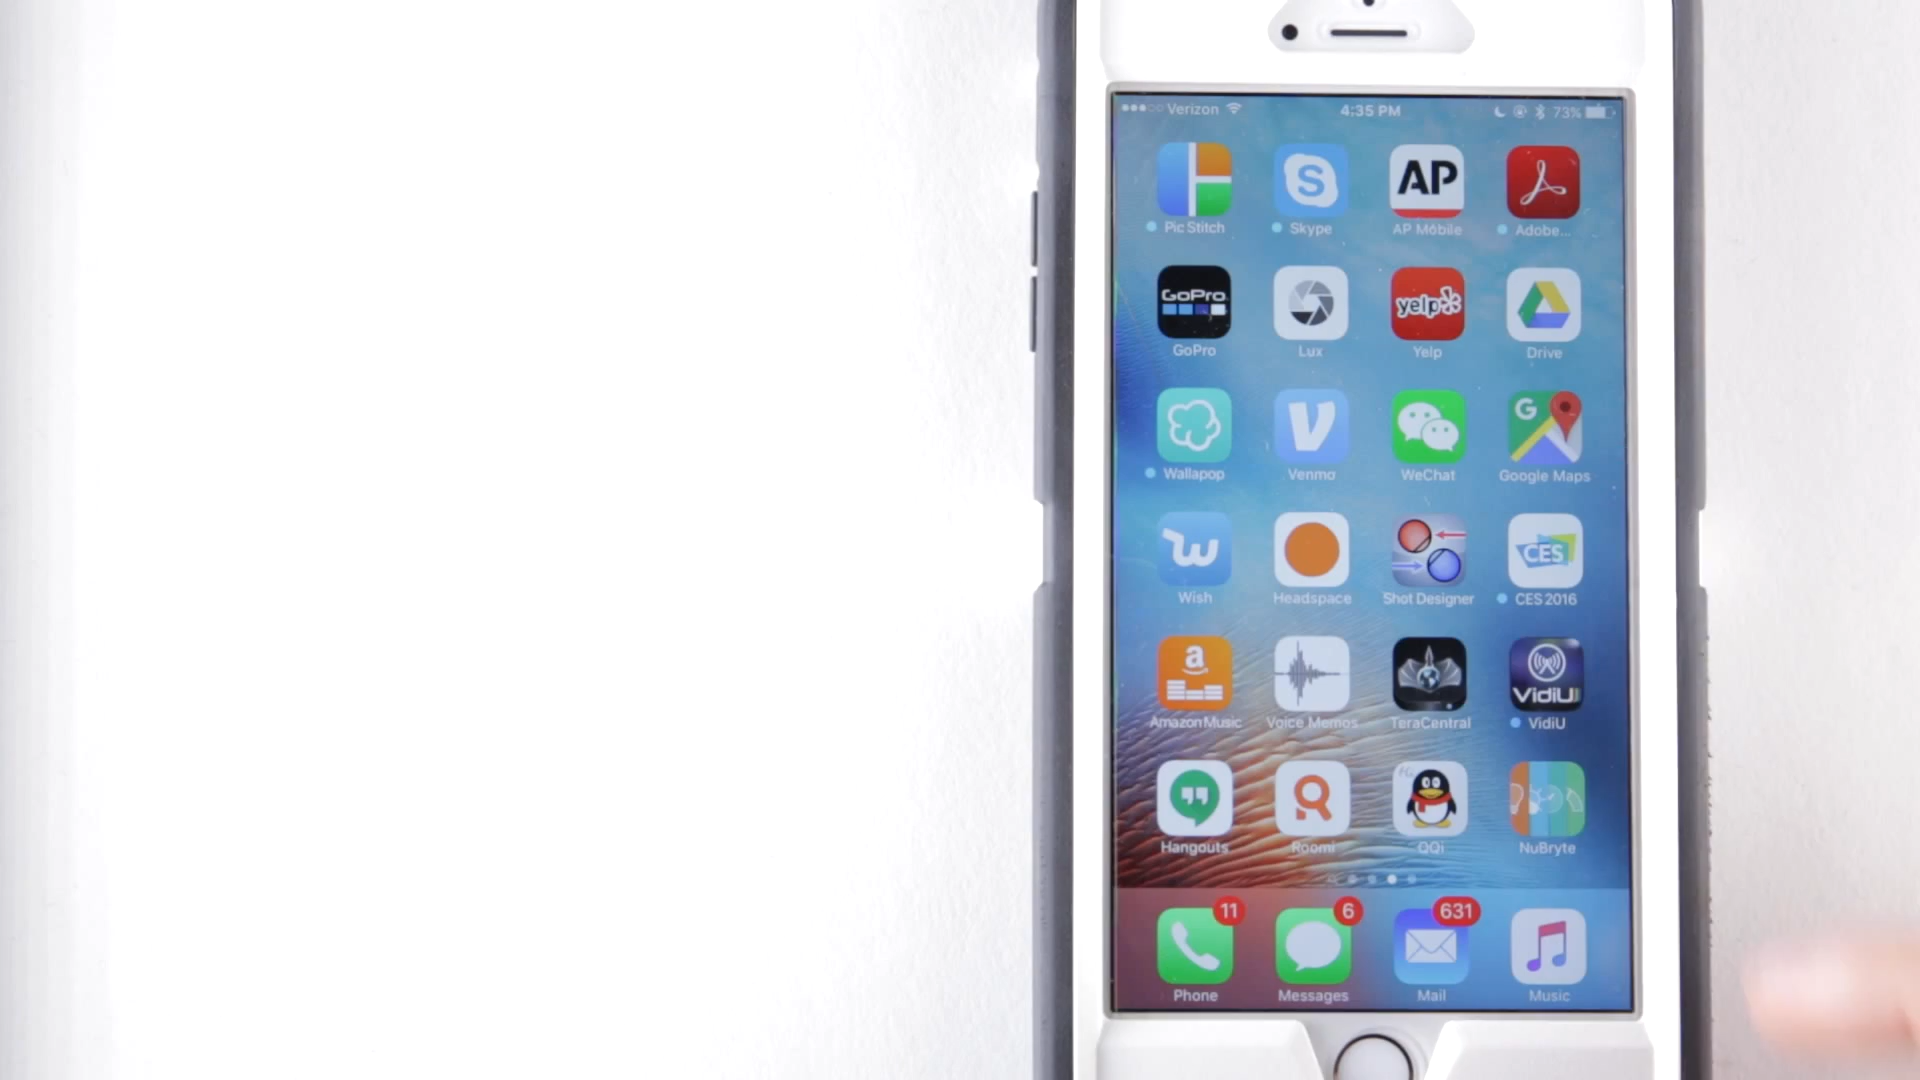 Verizon 4:35 PM 73%
S AP
Pic Stitch Skype AP Mobile Adobe...
GoPro yelp
GoPro Lux Yelp Drive
G
Wallapop Venmo WeChat Google Maps
CES
Wish Headspace Shot Designer CES 2016
a VidiU
Amazon Music Voice Memos TeraCentral VidiU
Hangouts Roomi QQi NuBryte
11 6 631
Phone Messages Mail Music